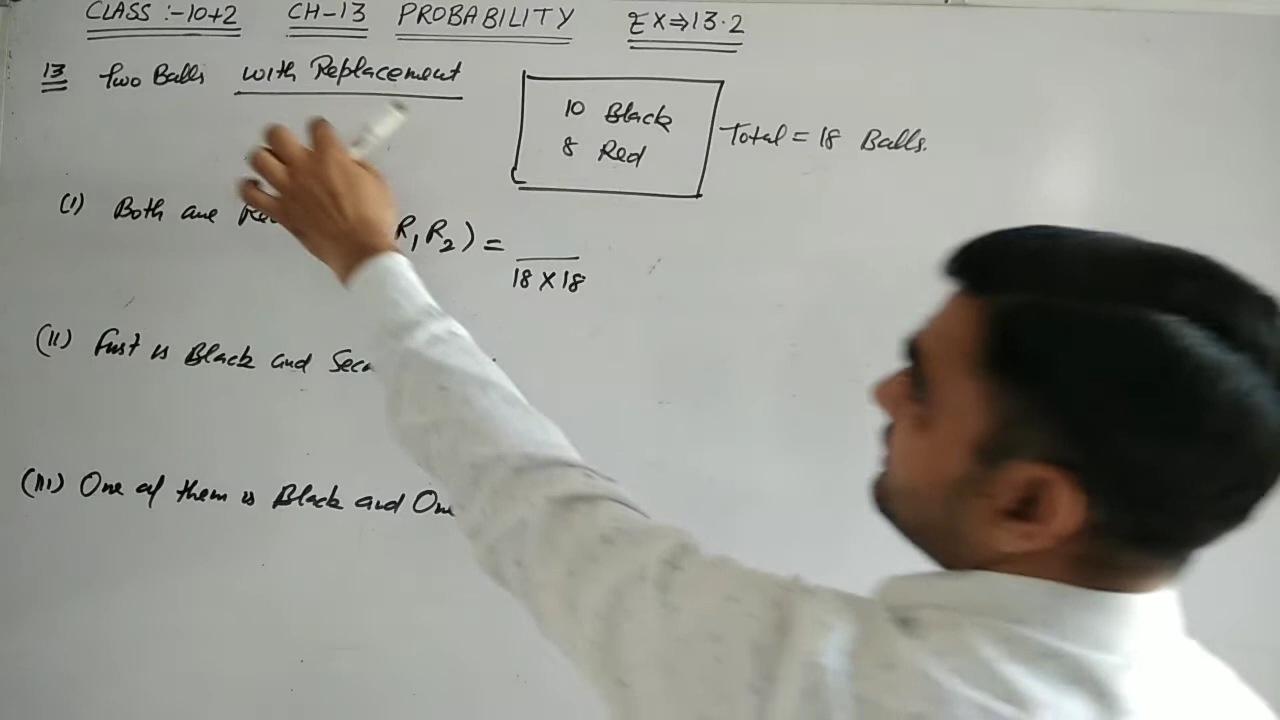 CLASS :-10+2 CH-13 PROBABILITY EX⇒13.2
13 Two Balls with Replacement
10 Black
8 Red
Total = 18 Balls.
(i) Both are R1R2) = /18×18
(ii) First is Black and
(iii) One of them is Black and